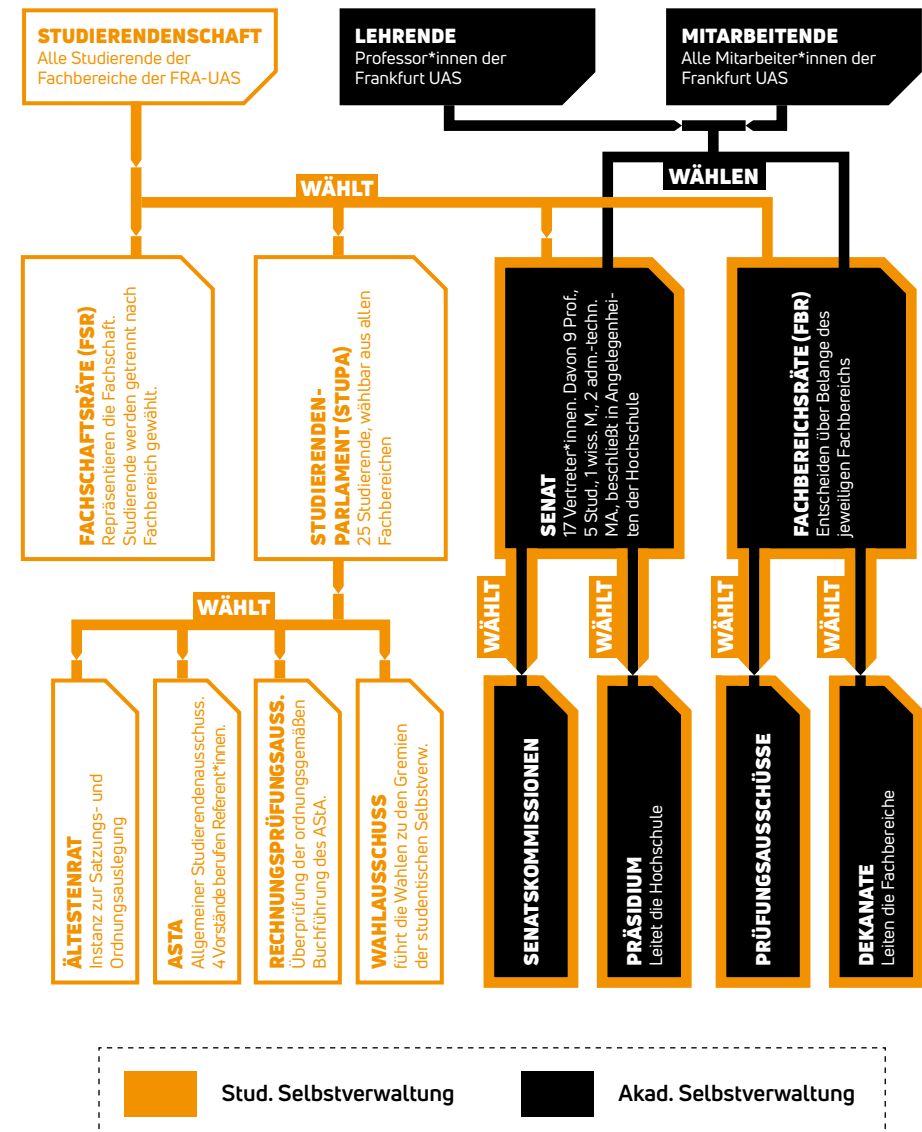 STUDIERENDENSCHAFT
Alle Studierende der
Fachbereiche der FRA-UAS
LEHRENDE
Professor*innen der
Frankfurt UAS
MITARBEITENDE
Alle Mitarbeiter*innen der
Frankfurt UAS
WÄHLT
WÄHLEN
FACHSCHAFTSRÄTE (FSR)
Repräsentieren die Fachschaft.
Studierende werden getrennt nach
Fachbereich gewählt.
STUDIERENDEN-
PARLAMENT (STUPA)
25 Studierende, wählbar aus allen
Fachbereichen
SENAT
17 Vertreter*innen. Davon 9 Prof.,
5 Stud., 1 wiss. M., 2 adm.-techn.
MA., beschließt in Angelegenhei-
ten der Hochschule
FACHBEREICHSRÄTE (FBR)
Entscheiden über Belange des
jeweiligen Fachbereichs
WÄHLT
WÄHLT
WÄHLT
WÄHLT
WÄHLT
ÄLTESTENRAT
Instanz zur Satzungs- und
Ordnungsauslegung
ASTA
Allgemeiner Studierendenausschuss.
4 Vorstände berufen Referent*innen.
RECHNUNGSPRÜFUNGSAUSS.
Überprüfung der ordnungsgemäßen
Buchführung des AStA.
WAHLAUSSCHUSS
führt die Wahlen zu den Gremien
der studentischen Selbstverw.
SENATSKOMMISSIONEN
PRÄSIDIUM
Leitet die Hochschule
PRÜFUNGSAUSSCHÜSSE
DEKANATE
Leiten die Fachbereiche
Stud. Selbstverwaltung
Akad. Selbstverwaltung